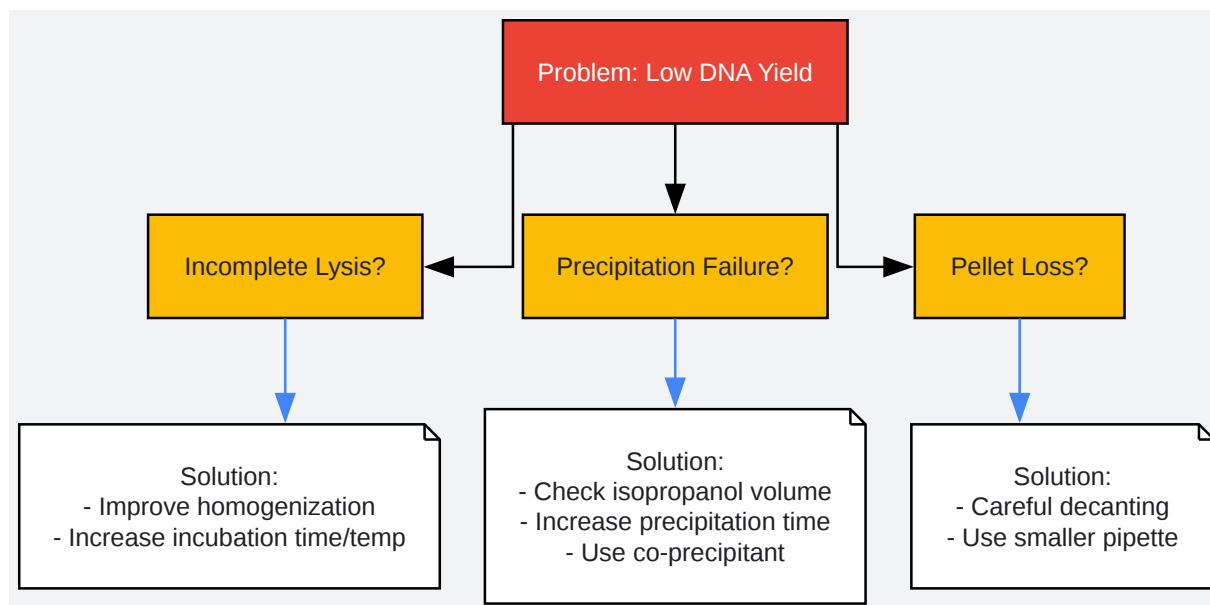 Problem: Low DNA Yield
Incomplete Lysis?
Precipitation Failure?
Pellet Loss?
Solution:
- Improve homogenization
- Increase incubation time/temp
Solution:
- Check isopropanol volume
- Increase precipitation time
- Use co-precipitant
Solution:
- Careful decanting
- Use smaller pipette